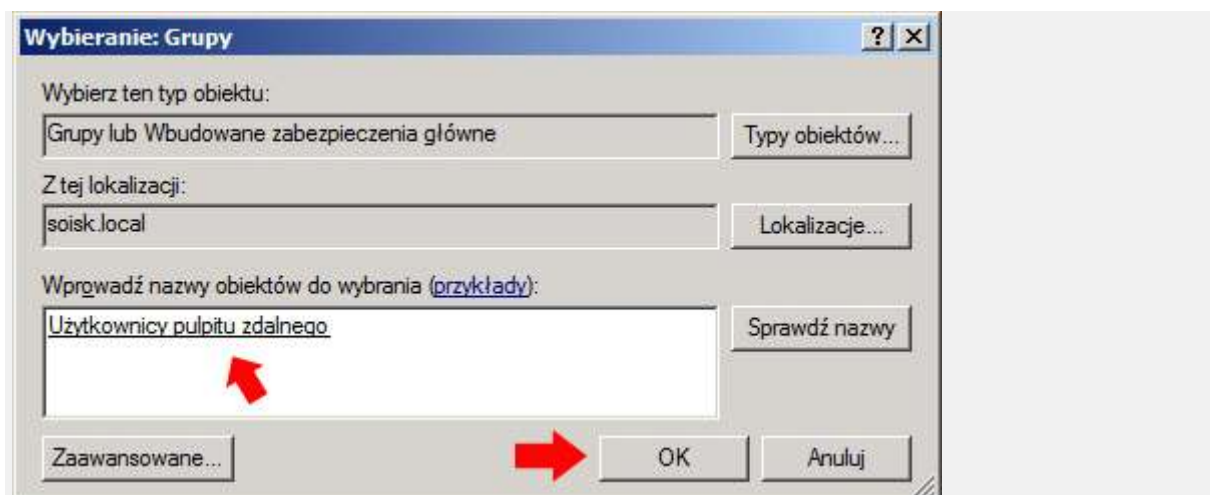 Wybieranie: Grupy
Wybierz ten typ obiektu:
Grupy lub Wbudowane zabezpieczenia główne
Typy obiektów...
Z tej lokalizacji:
soisk.local
Lokalizacje...
Wprowadź nazwy obiektów do wybrania (przykłady):
Użytkownicy pulpitu zdalnego
Sprawdź nazwy
Zaawansowane...
OK
Anuluj